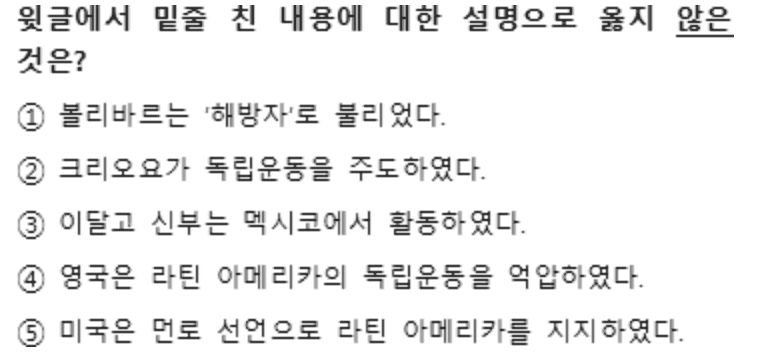 윗글에서 밑줄 친 내용에 대한 설명으로 옳지 않은
것은?
① 볼리바르는 '해방자'로 불리었다.
② 크리오요가 독립운동을 주도하였다.
③ 이달고 신부는 멕시코에서 활동하였다.
④ 영국은 라틴 아메리카의 독립운동을 억압하였다.
⑤ 미국은 먼로 선언으로 라틴 아메리카를 지지하였다.